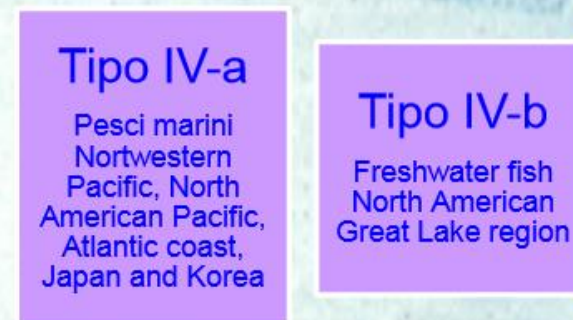 Tipo IV-a
Pesci marini
Nortwestern
Pacific, North
American Pacific,
Atlantic coast,
Japan and Korea
Tipo IV-b
Freshwater fish
North American
Great Lake region